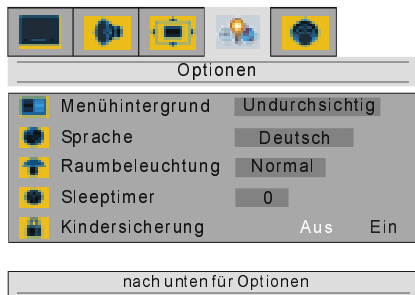 Optionen
Menühintergrund Undurchsichtig
Sprache Deutsch
Raumbeleuchtung Normal
Sleeptimer 0
Kindersicherung Aus Ein
nach unten für Optionen